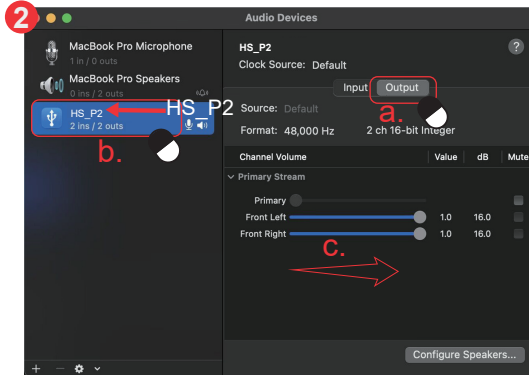 2
Audio Devices
MacBook Pro Microphone
1 in / 0 outs
MacBook Pro Speakers
0 ins / 2 outs
HS_P2
2 ins / 2 outs
HS_P2
b.
HS_P2
?
Clock Source: Default
Input Output
a.
Source: Default
Format: 48,000 Hz 2 ch 16-bit Integer
Channel Volume Value dB Mute
Primary Stream
Primary
Front Left 1.0 16.0
Front Right 1.0 16.0
c.
Configure Speakers...